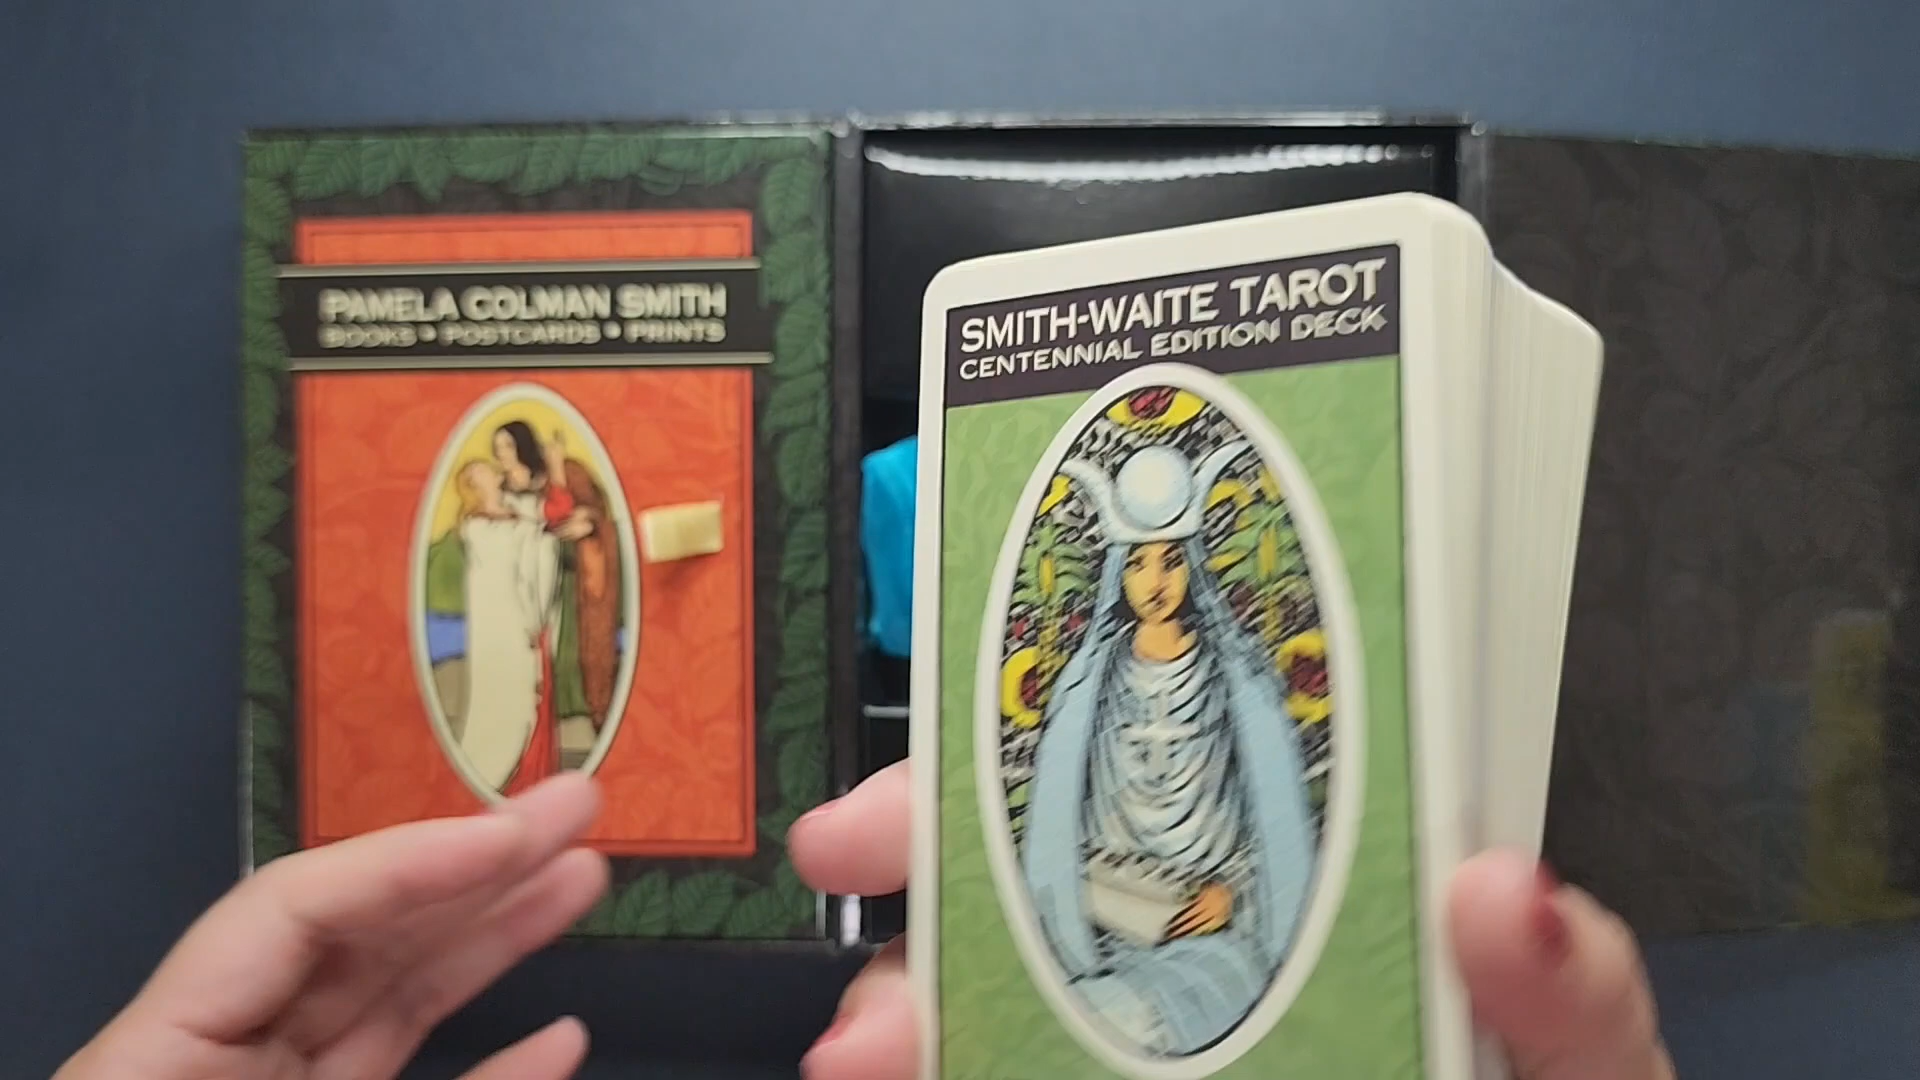 PAMELA COLMAN SMITH
BOOKS • POSTCARDS • PRINTS
SMITH-WAITE TAROT
CENTENNIAL EDITION DECK